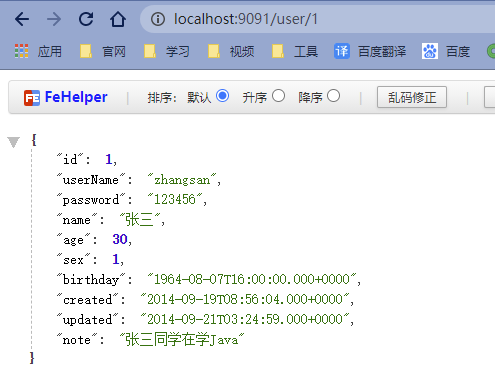 localhost:9091/user/1
应用 官网 学习 视频 工具 译 百度翻译 百度
FE FeHelper 排序: 默认 升序 降序 乱码修正
{
"id": 1,
"userName": "zhangsan",
"password": "123456",
"name": "张三",
"age": 30,
"sex": 1,
"birthday": "1964-08-07T16:00:00.000+0000",
"created": "2014-09-19T08:56:04.000+0000",
"updated": "2014-09-21T03:24:59.000+0000",
"note": "张三同学在学Java"
}